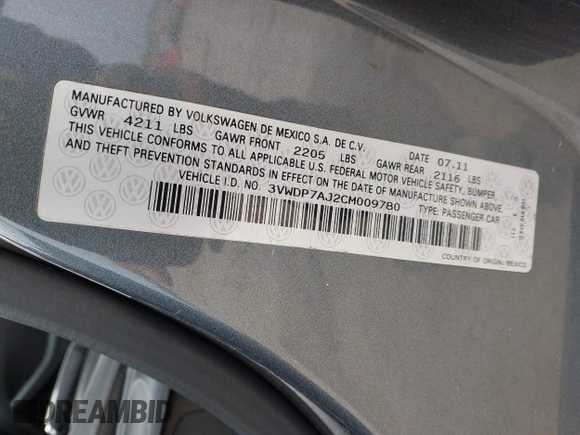 MANUFACTURED BY VOLKSWAGEN DE MEXICO S.A. DE C.V. DATE 07.11
GVWR 4211 LBS GAWR FRONT 2205 LBS GAWR REAR 2116 LBS
THIS VEHICLE CONFORMS TO ALL APPLICABLE U.S. FEDERAL MOTOR VEHICLE SAFETY, BUMPER,
AND THEFT PREVENTION STANDARDS IN EFFECT ON THE DATE OF MANUFACTURE SHOWN ABOVE.
VEHICLE I.D. NO. 3VWDP7AJ2CM009780 TYPE: PASSENGER CAR
COUNTRY OF ORIGIN: MEXICO
DREAMBID